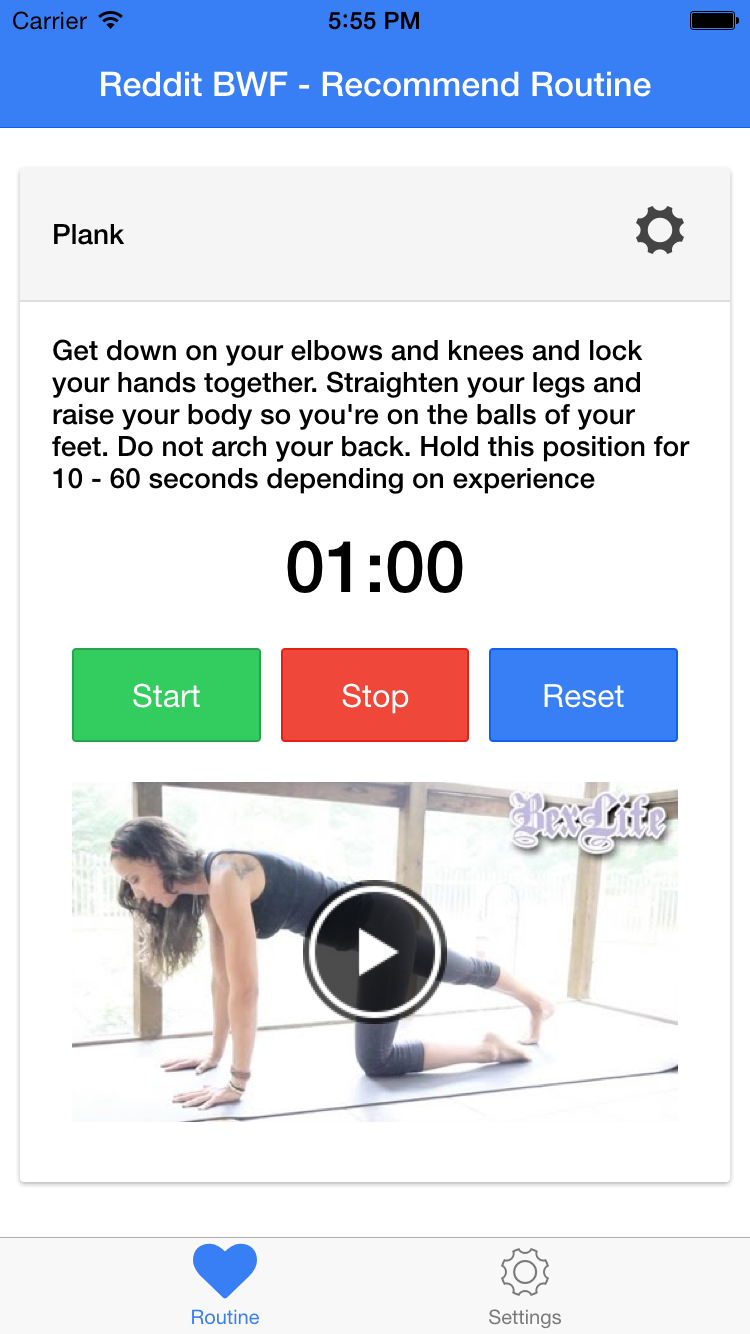 Carrier 5:55 PM
Reddit BWF - Recommend Routine
Plank
Get down on your elbows and knees and lock
your hands together. Straighten your legs and
raise your body so you're on the balls of your
feet. Do not arch your back. Hold this position for
10 - 60 seconds depending on experience
01:00
Start Stop Reset
BexLife
Routine Settings